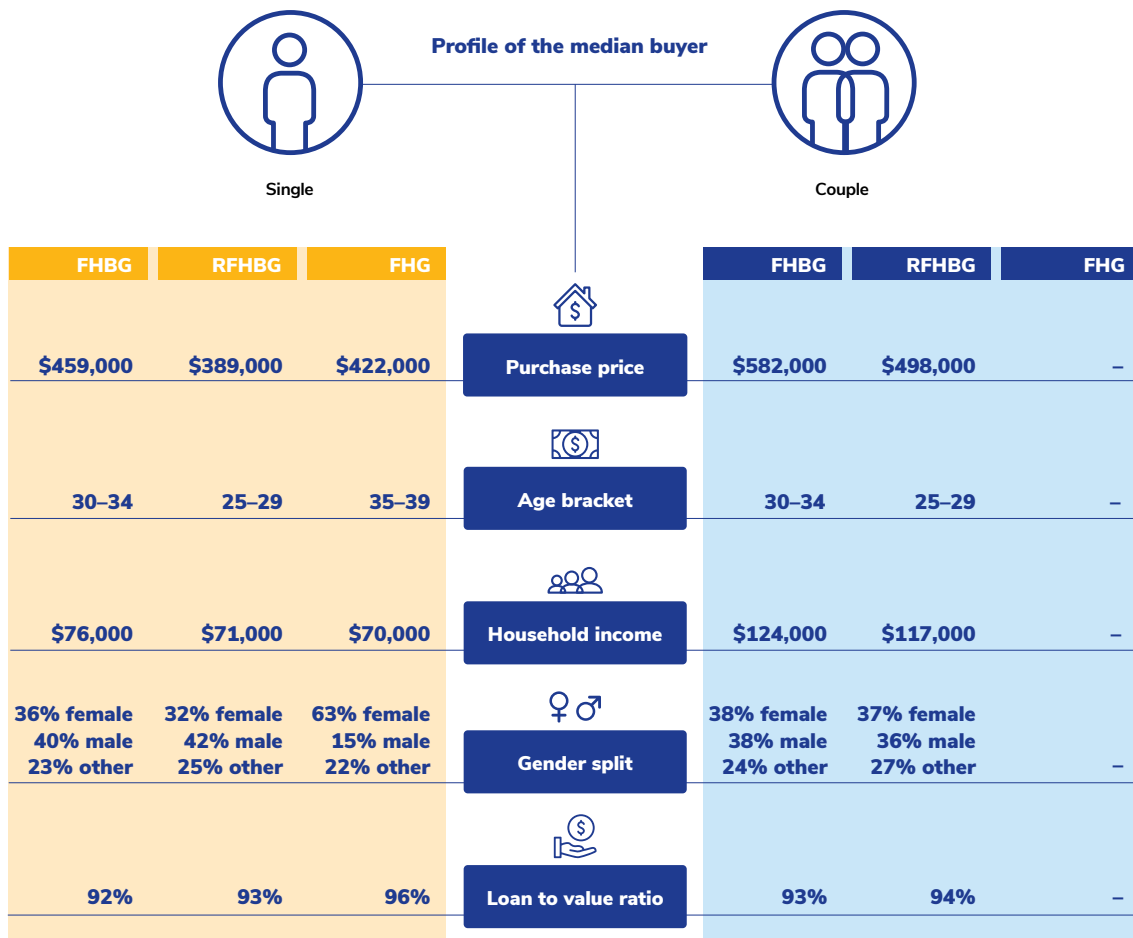 Profile of the median buyer
Single
Couple
FHBG RFHBG FHG FHBG RFHBG FHG
$459,000 $389,000 $422,000 Purchase price $582,000 $498,000 –
30–34 25–29 35–39 Age bracket 30–34 25–29 –
$76,000 $71,000 $70,000 Household income $124,000 $117,000 –
36% female 32% female 63% female 38% female 37% female
40% male 42% male 15% male 38% male 36% male
23% other 25% other 22% other Gender split 24% other 27% other –
92% 93% 96% Loan to value ratio 93% 94% –